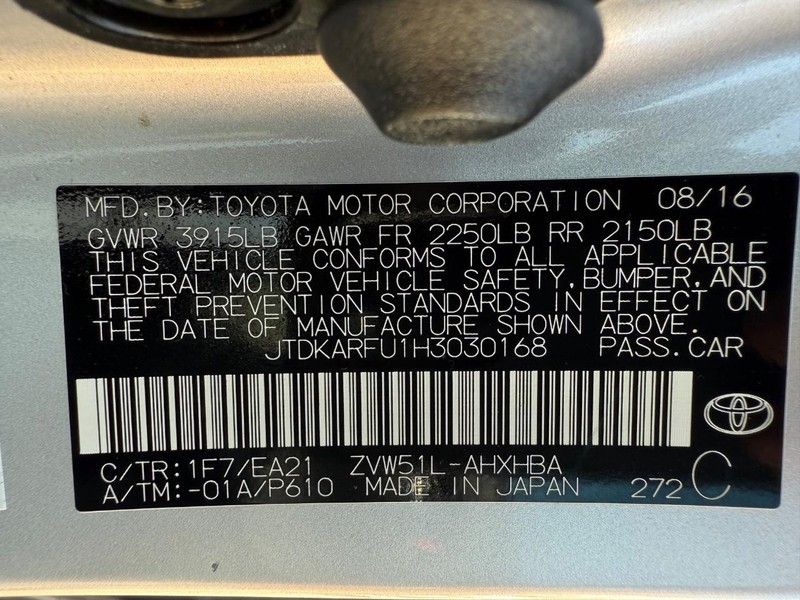 MFD.BY:TOYOTA MOTOR CORPORATION 08/16
GVWR 3915LB GAWR FR 2250LB RR 2150LB
THIS VEHICLE CONFORMS TO ALL APPLICABLE
FEDERAL MOTOR VEHICLE SAFETY,BUMPER,AND
THEFT PREVENTION STANDARDS IN EFFECT ON
THE DATE OF MANUFACTURE SHOWN ABOVE.
JTDKARFU1H3030168 PASS.CAR
C/TR:1F7/EA21 ZVW51L-AHXHBA
A/TM:-01A/P610 MADE IN JAPAN 272 C